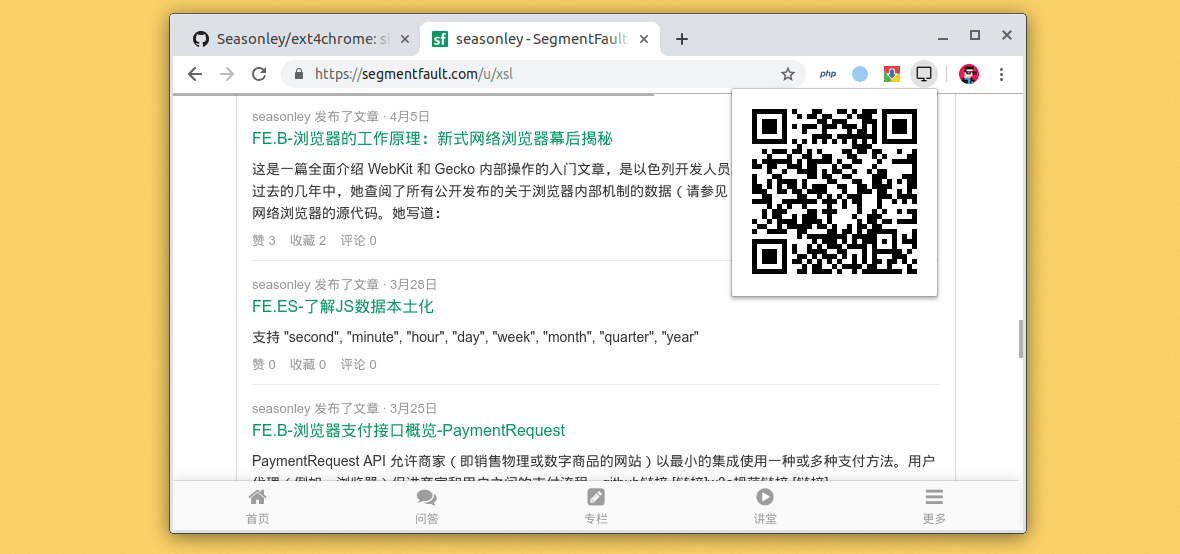 Seasonley/ext4chrome: si
sf seasonley - SegmentFault
https://segmentfault.com/u/xsl
php
seasonley 发布了文章 · 4月5日
FE.B-浏览器的工作原理：新式网络浏览器幕后揭秘
这是一篇全面介绍 WebKit 和 Gecko 内部操作的入门文章，是以色列开发人员
过去的几年中，她查阅了所有公开发布的关于浏览器内部机制的数据（请参见
网络浏览器的源代码。她写道：
赞 3 收藏 2 评论 0
seasonley 发布了文章 · 3月28日
FE.ES-了解JS数据本土化
支持 "second", "minute", "hour", "day", "week", "month", "quarter", "year"
赞 0 收藏 0 评论 0
seasonley 发布了文章 · 3月25日
FE.B-浏览器支付接口概览-PaymentRequest
PaymentRequest API 允许商家（即销售物理或数字商品的网站）以最小的集成使用一种或多种支付方法。用户
首页 问答 专栏 讲堂 更多